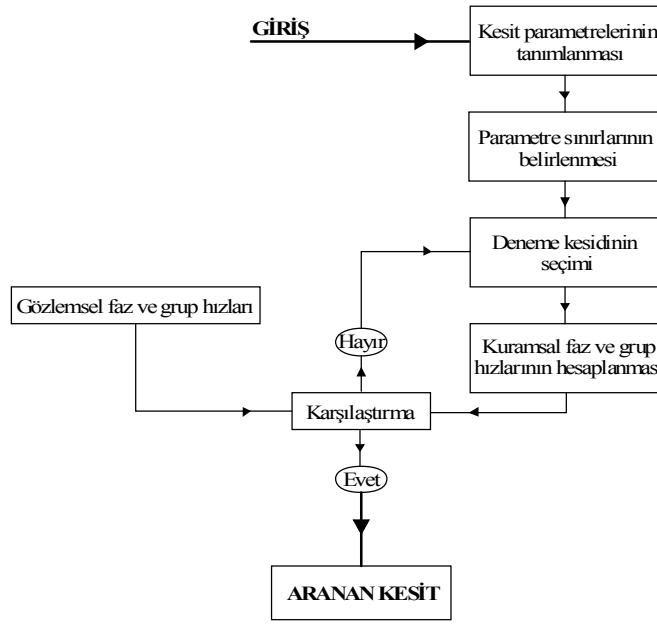 GİRİŞ
Kesit parametrelerinin
tanımlanması
Parametre sınırlarının
belirlenmesi
Deneme kesidinin
seçimi
Gözlemsel faz ve grup hızları
Hayır
Kuramsal faz ve grup
hızlarının hesaplanması
Karşılaştırma
Evet
ARANAN KESİT